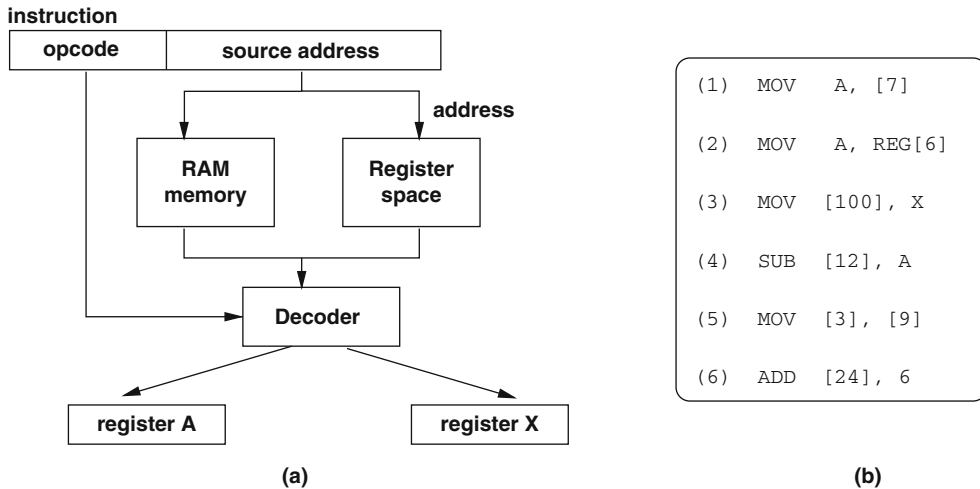 instruction
opcode
source address
address
RAM
memory
Register
space
Decoder
register A
register X
(a)
(1) MOV A, [7]
(2) MOV A, REG[6]
(3) MOV [100], X
(4) SUB [12], A
(5) MOV [3], [9]
(6) ADD [24], 6
(b)